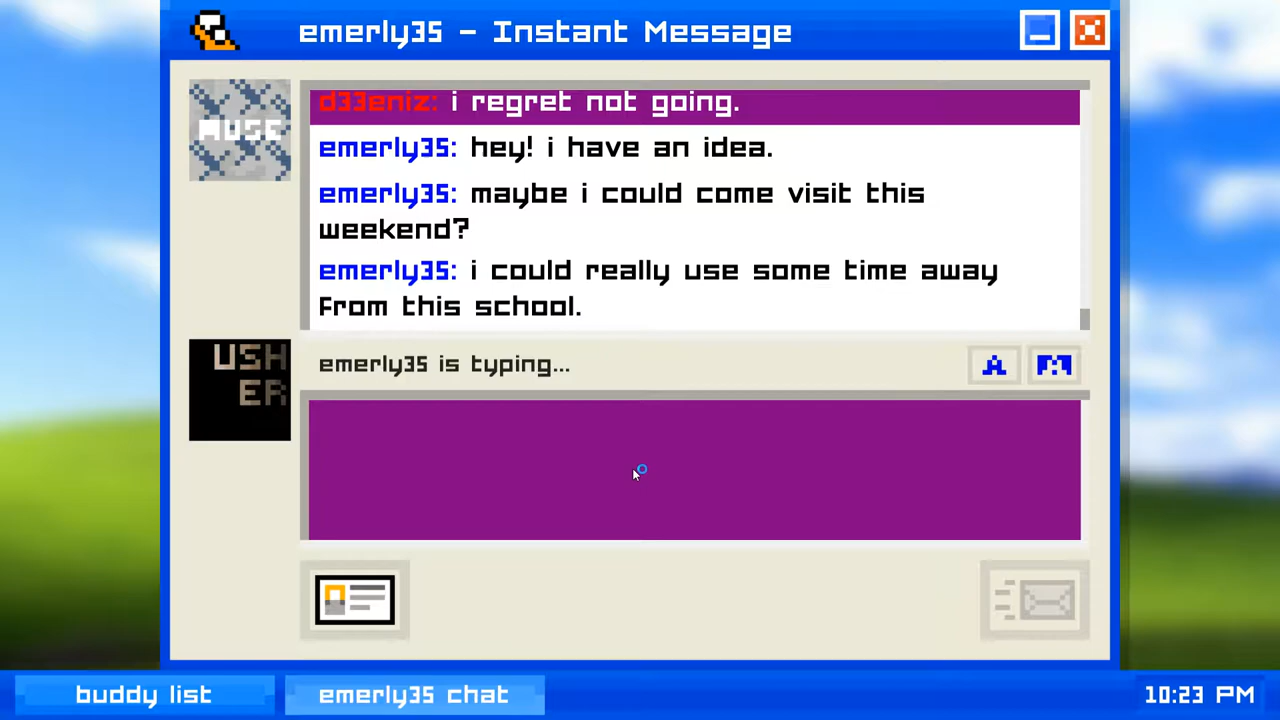 emerly35 - Instant Message
MUSE
d33eniz: i regret not going.
emerly35: hey! i have an idea.
emerly35: maybe i could come visit this
weekend?
emerly35: i could really use some time away
from this school.
USH
ER
emerly35 is typing...
A
buddy list
emerly35 chat
10:23 PM